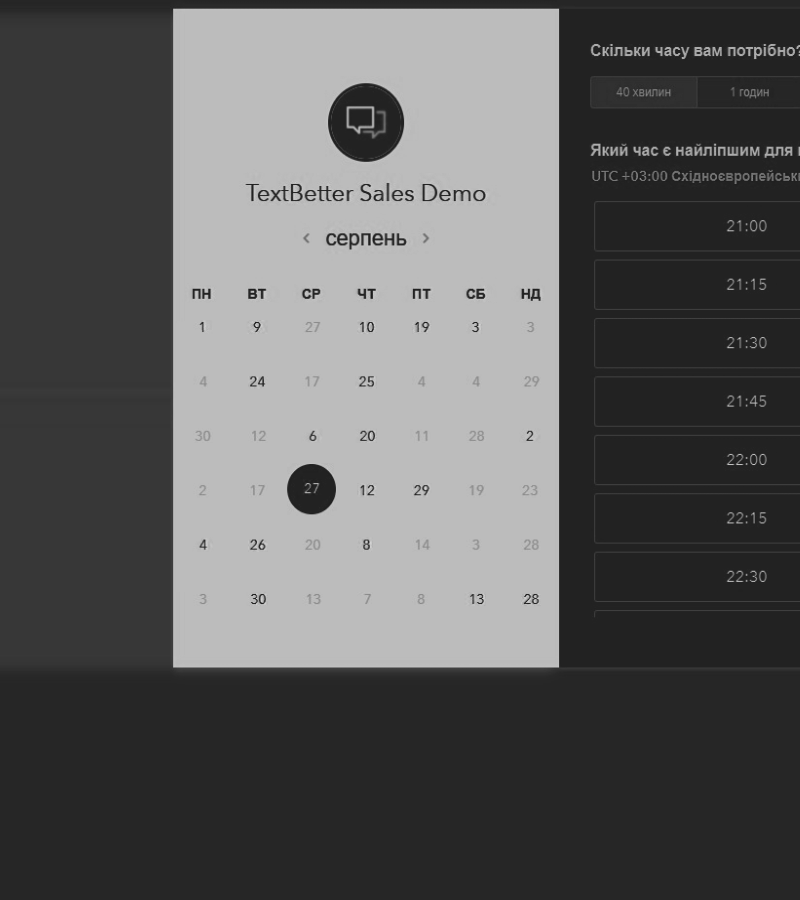 TextBetter Sales Demo
серпень
ПН ВТ СР ЧТ ПТ СБ НД
1 9 27 10 19 3 3
4 24 17 25 4 4 29
30 12 6 20 11 28 2
2 17 27 12 29 19 23
4 26 20 8 14 3 28
3 30 13 7 8 13 28
Скільки часу вам потрібно?
40 хвилин 1 годин
Який час є найліпшим для
UTC +03:00 Східноєвропейськ
21:00
21:15
21:30
21:45
22:00
22:15
22:30